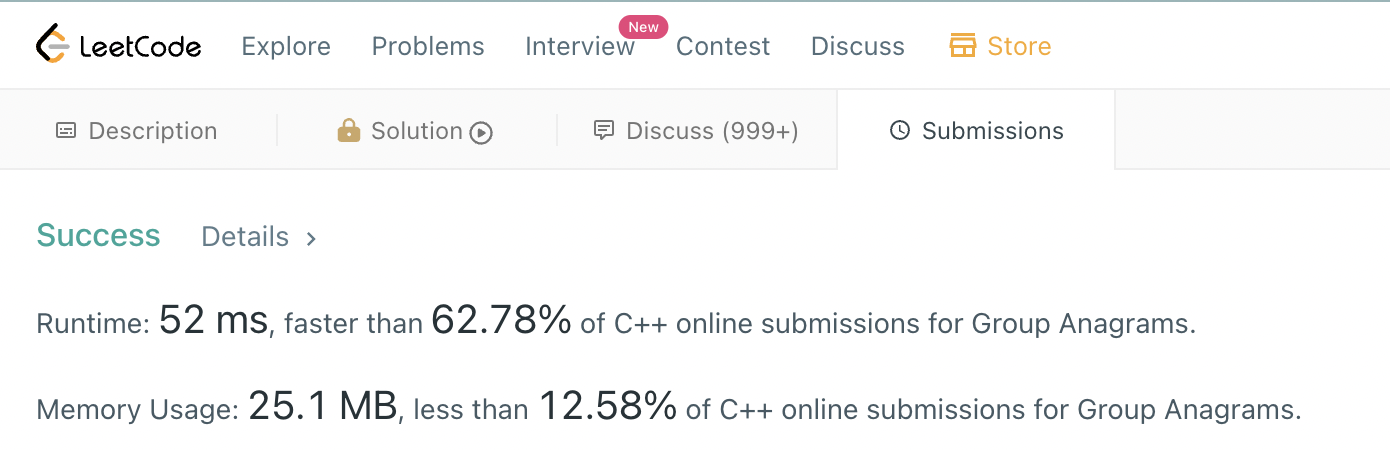 LeetCode Explore Problems Interview New Contest Discuss Store
Description Solution Discuss (999+) Submissions
Success Details >
Runtime: 52 ms, faster than 62.78% of C++ online submissions for Group Anagrams.
Memory Usage: 25.1 MB, less than 12.58% of C++ online submissions for Group Anagrams.